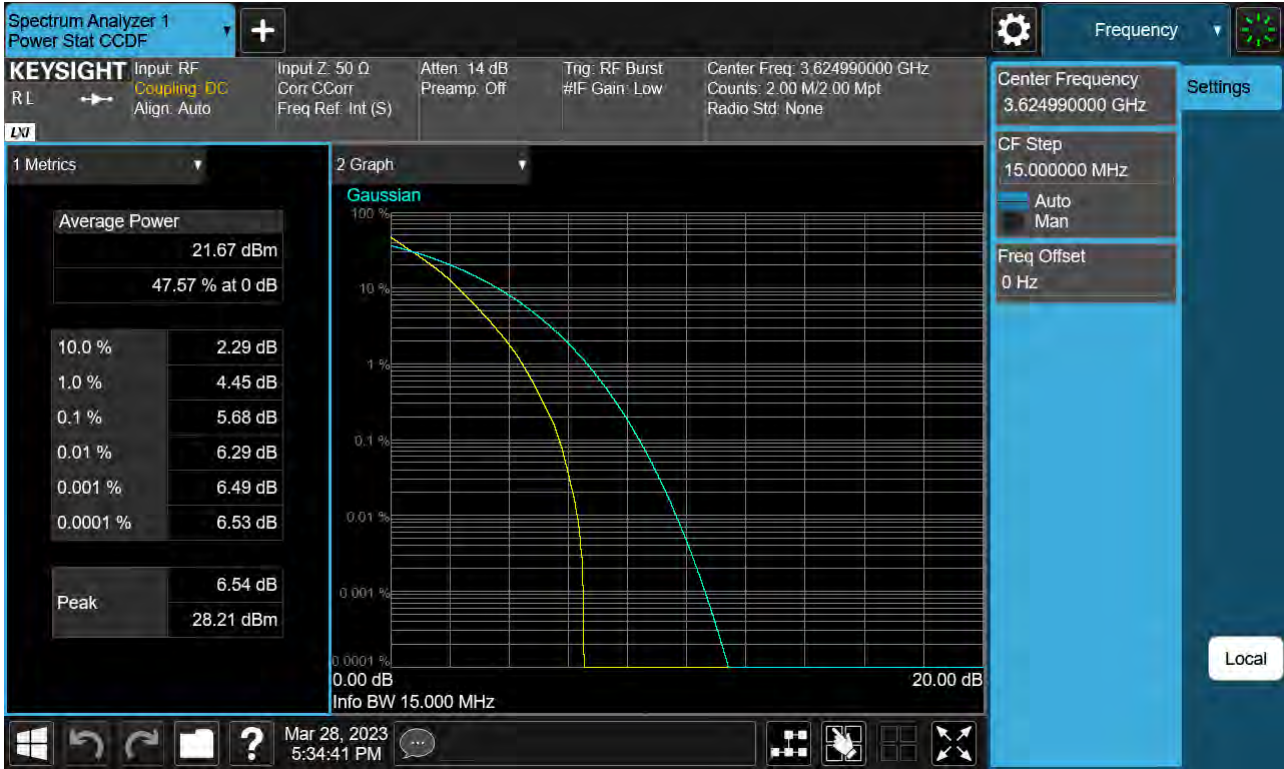 Spectrum Analyzer 1
Power Stat CCDF
+
Frequency
KEYSIGHT
RL
LXI
Input: RF
Coupling: DC
Align: Auto
Input Z: 50 Ω
Corr CCorr
Freq Ref: Int (S)
Atten: 14 dB
Preamp: Off
Trig: RF Burst
#IF Gain: Low
Center Freq: 3.624990000 GHz
Counts: 2.00 M/2.00 Mpt
Radio Std: None
1 Metrics
Average Power
21.67 dBm
47.57 % at 0 dB
10.0 % 2.29 dB
1.0 % 4.45 dB
0.1 % 5.68 dB
0.01 % 6.29 dB
0.001 % 6.49 dB
0.0001 % 6.53 dB
Peak
6.54 dB
28.21 dBm
2 Graph
Gaussian
100 %
10 %
1 %
0.1 %
0.01 %
0.001 %
0.0001 %
0.00 dB 20.00 dB
Info BW 15.000 MHz
Center Frequency
3.624990000 GHz
Settings
CF Step
15.000000 MHz
Auto
Man
Freq Offset
0 Hz
Local
?
Mar 28, 2023
5:34:41 PM